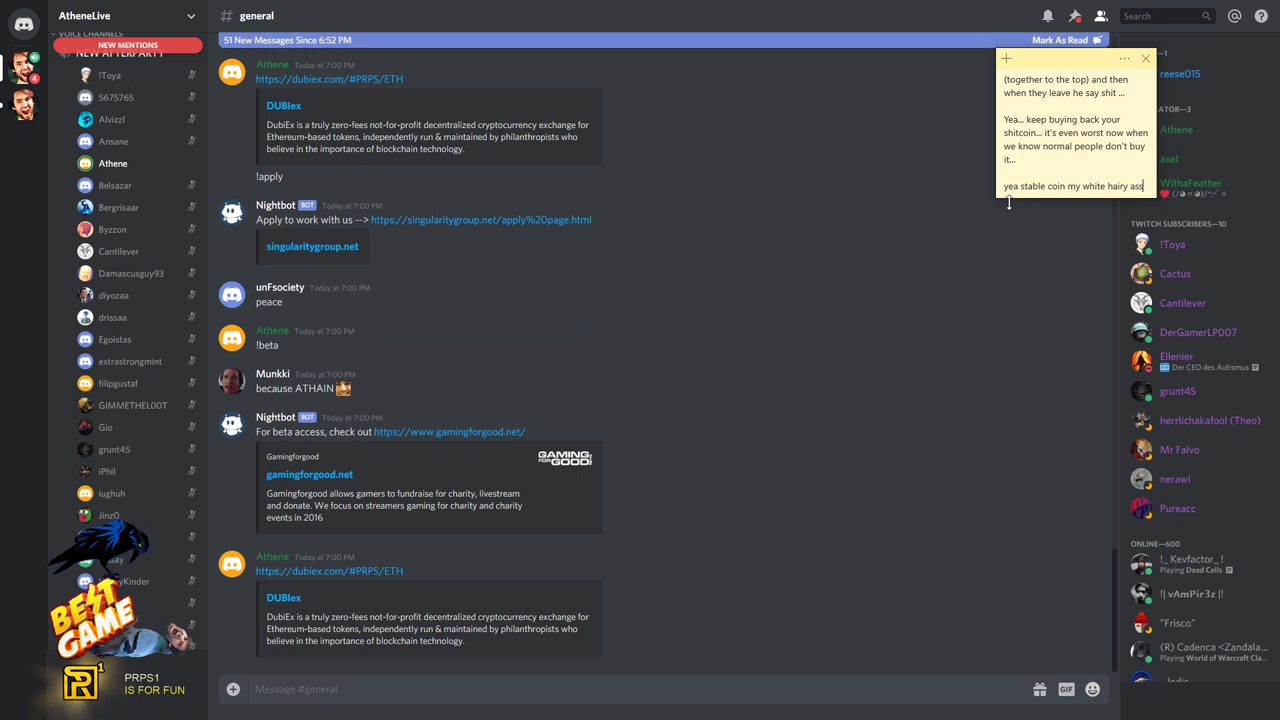 AtheneLive
VOICE CHANNELS
NEW MENTIONS
NEW AFTERPARTY
4
!Toya
5675765
Alvizzl
Ansane
Athene
Belsazar
Bergrisaar
Byzzon
Cantilever
Damascusguy93
diyozaa
drissaa
Egoistas
extrastrongmint
filipgustaf
GIMMETHEL00T
Gio
grunt45
iPhil
iughuh
Jinz0
BEST
GAME
R1
PRPS1
IS FOR FUN
# general
Search
51 New Messages Since 6:52 PM
Mark As Read
Athene Today at 7:00 PM
https://dubiex.com/#PRPS/ETH
DUBIex
DubiEx is a truly zero-fees not-for-profit decentralized cryptocurrency exchange for
Ethereum-based tokens, independently run & maintained by philanthropists who
believe in the importance of blockchain technology.
!apply
Nightbot BOT Today at 7:00 PM
Apply to work with us --> https://singularitygroup.net/apply%20page.html
singularitygroup.net
unFsociety Today at 7:00 PM
peace
Athene Today at 7:00 PM
!beta
Munkki Today at 7:00 PM
because ATHAIN
Nightbot BOT Today at 7:00 PM
For beta access, check out https://www.gamingforgood.net/
Gamingforgood
GAMING
FOR GOOD
gamingforgood.net
Gamingforgood allows gamers to fundraise for charity, livestream
and donate. We focus on streamers gaming for charity and charity
events in 2016
Athene Today at 7:00 PM
https://dubiex.com/#PRPS/ETH
DUBIex
DubiEx is a truly zero-fees not-for-profit decentralized cryptocurrency exchange for
Ethereum-based tokens, independently run & maintained by philanthropists who
believe in the importance of blockchain technology.
Message #general
GIF
(together to the top) and then
when they leave he say shit ...
Yea... keep buying back your
shitcoin... it's even worst now when
we know normal people don't buy
it...
yea stable coin my white hairy ass
reese015
ATOR—3
Athene
axel
WithaFeather
TWITCH SUBSCRIBERS—10
!Toya
Cactus
Cantilever
DerGamerLP007
Ellenier
Der CEO des Autismus
grunt45
herrlichakafool (Theo)
Mr Falvo
nerawi
Pureacc
ONLINE—600
!_ Kevfactor_!
Playing Dead Cells
!| vAmPir3z |!
"Frisco
(R) Cadenca <Zandala...
Playing World of Warcraft Cla...